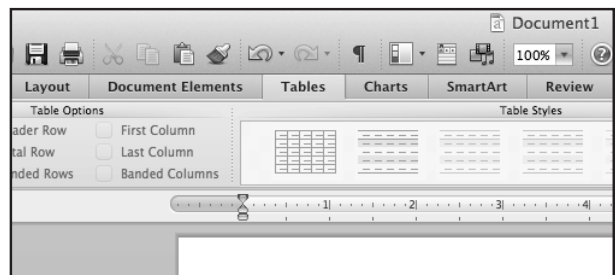 Document1
100%
Layout Document Elements Tables Charts SmartArt Review
Table Options Table Styles
ader Row First Column
tal Row Last Column
nded Rows Banded Columns
1 2 3 4